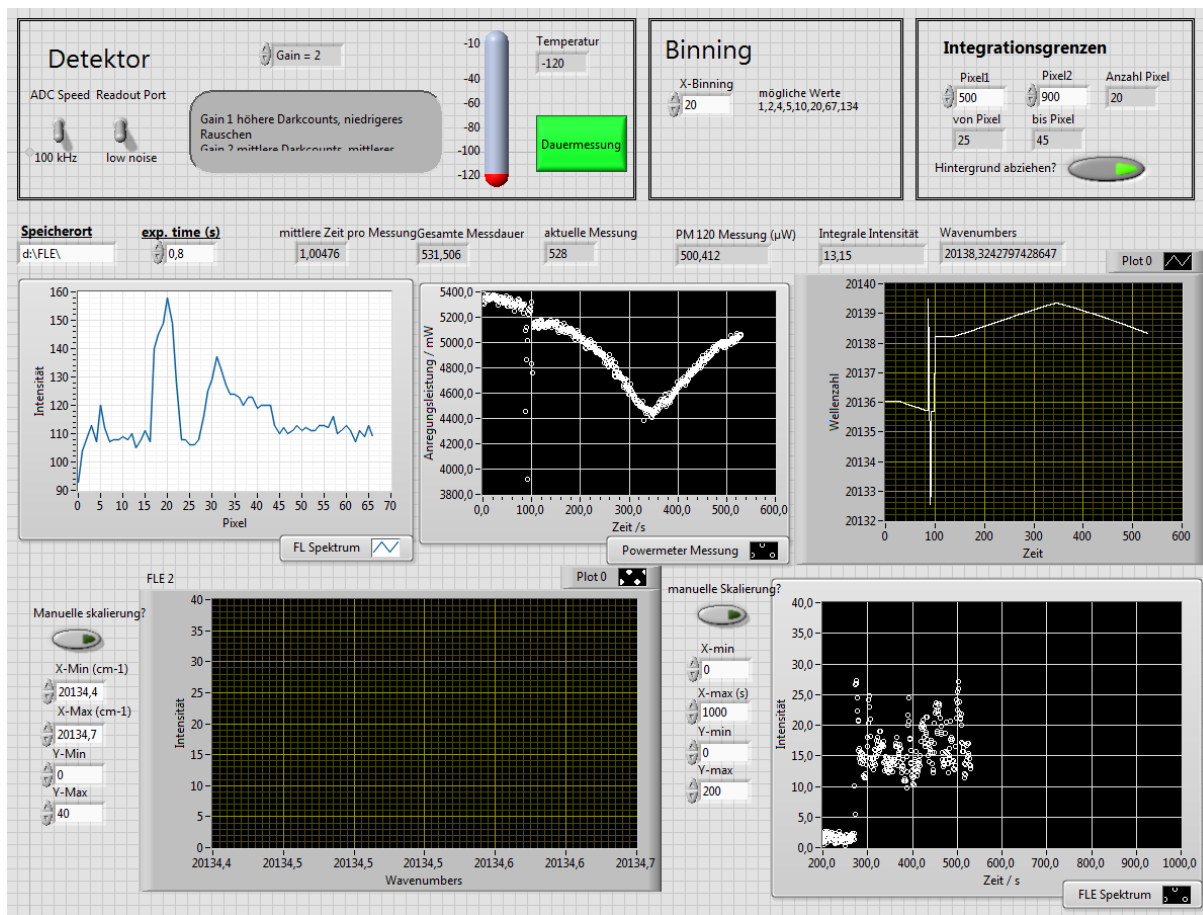 Detektor
Gain = 2
ADC Speed
Readout Port
100 kHz
low noise
Gain 1 höhere Darkcounts, niedrigeres
Rauschen
Gain 2 mittlere Darkcounts, mittleres
-10
-40
-60
-80
-100
-120
Temperatur
-120
Dauermessung
Binning
X-Binning
20
mögliche Werte
1,2,4,5,10,20,67,134
Integrationsgrenzen
Pixel1
Pixel2
Anzahl Pixel
500
900
20
von Pixel
bis Pixel
25
45
Hintergrund abziehen?
Speicherort
d:\FLE\
exp. time (s)
0,8
mittlere Zeit pro Messung
1,00476
Gesamte Messdauer
531,506
aktuelle Messung
528
PM 120 Messung (µW)
500,412
Integrale Intensität
13,15
Wavenumbers
20138,3242797428647
Plot 0
160
150
140
130
120
110
100
90
Intensität
0 5 10 15 20 25 30 35 40 45 50 55 60 65 70
Pixel
FL Spektrum
5400,0
5200,0
5000,0
4800,0
4600,0
4400,0
4200,0
4000,0
3800,0
Anregungsleistung / mW
0,0 100,0 200,0 300,0 400,0 500,0 600,0
Zeit /s
Powermeter Messung
20140
20139
20138
20136
20135
20133
20132
Wellenzahl
0 100 200 300 400 500 600
Zeit
FLE 2
Plot 0
Manuelle skalierung?
X-Min (cm-1)
20134,4
X-Max (cm-1)
20134,7
Y-Min
0
Y-Max
40
40
35
30
25
20
15
10
5
0
Intensität
20134,4 20134,5 20134,5 20134,5 20134,6 20134,6 20134,7
Wavenumbers
manuelle Skalierung?
X-min
0
X-max (s)
1000
Y-min
0
Y-max
200
40,0
35,0
30,0
25,0
20,0
15,0
10,0
5,0
0,0
Intensität
200,0 300,0 400,0 500,0 600,0 700,0 800,0 900,0 1000,0
Zeit / s
FLE Spektrum